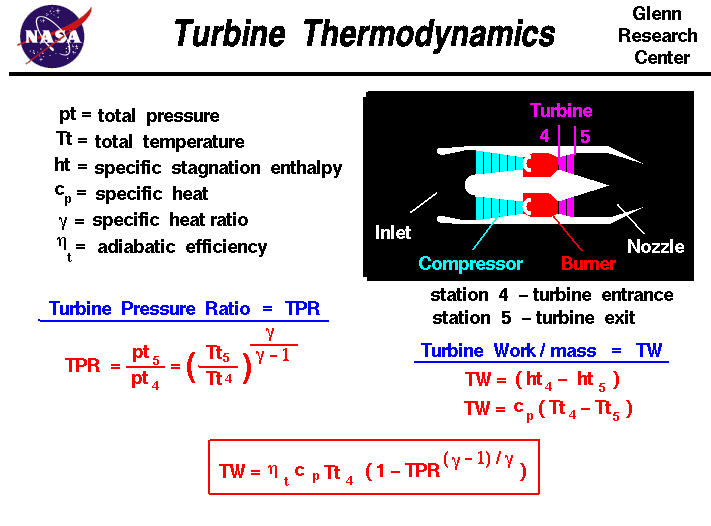 NASA
Turbine Thermodynamics
Glenn
Research
Center
pt = total pressure
Tt = total temperature
ht = specific stagnation enthalpy
cₚ = specific heat
γ = specific heat ratio
ηₜ = adiabatic efficiency
Turbine
4 5
Inlet
Nozzle
Compressor
Burner
station 4 – turbine entrance
station 5 – turbine exit
Turbine Pressure Ratio = TPR
TPR = pt₅ / pt₄ = ( Tt₅ / Tt₄ )^(γ / (γ – 1))
Turbine Work / mass = TW
TW = ( ht₄ – ht₅ )
TW = cₚ ( Tt₄ – Tt₅ )
TW = ηₜ cₚ Tt₄ ( 1 – TPR^((γ – 1) / γ) )